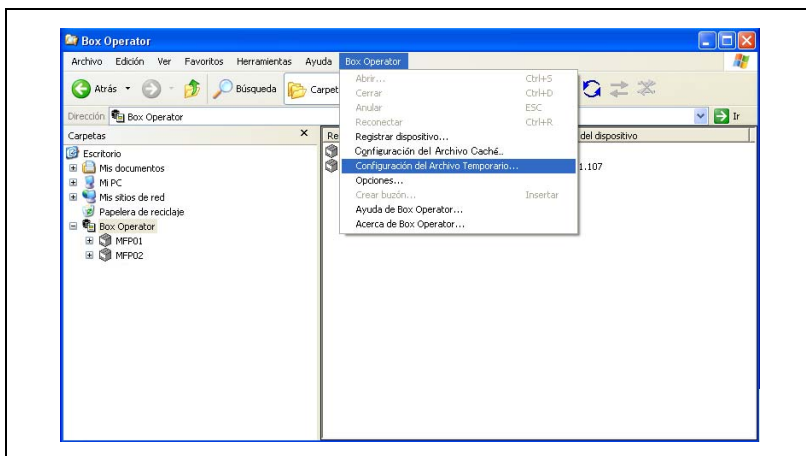 Box Operator
Archivo Edición Ver Favoritos Herramientas Ayuda Box Operator
Atrás Búsqueda Carpet
Dirección Box Operator Ir
Carpetas
Escritorio
Mis documentos
Mi PC
Mis sitios de red
Papelera de reciclaje
Box Operator
MFP01
MFP02
Re
del dispositivo
1.107
Abrir... Ctrl+S
Cerrar Ctrl+D
Anular ESC
Reconectar Ctrl+R
Registrar dispositivo...
Configuración del Archivo Caché..
Configuración del Archivo Temporario...
Opciones...
Crear buzón... Insertar
Ayuda de Box Operator...
Acerca de Box Operator...